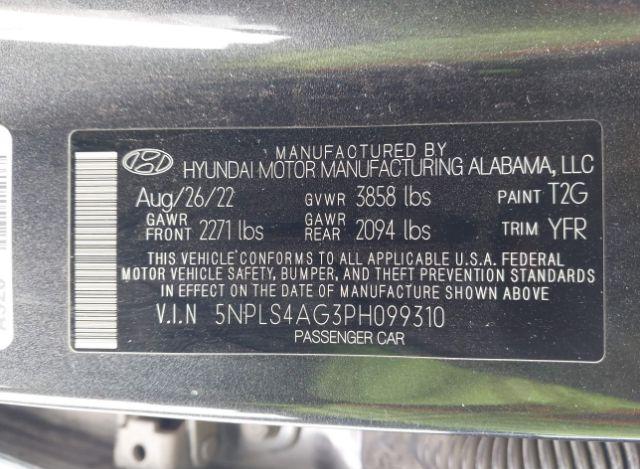 MANUFACTURED BY
HYUNDAI MOTOR MANUFACTURING ALABAMA, LLC
Aug/26/22 GVWR 3858 lbs PAINT T2G
GAWR FRONT 2271 lbs GAWR REAR 2094 lbs TRIM YFR
THIS VEHICLE CONFORMS TO ALL APPLICABLE U.S.A. FEDERAL
MOTOR VEHICLE SAFETY, BUMPER, AND THEFT PREVENTION STANDARDS
IN EFFECT ON THE DATE OF MANUFACTURE SHOWN ABOVE.
V.I.N 5NPLS4AG3PH099310
PASSENGER CAR